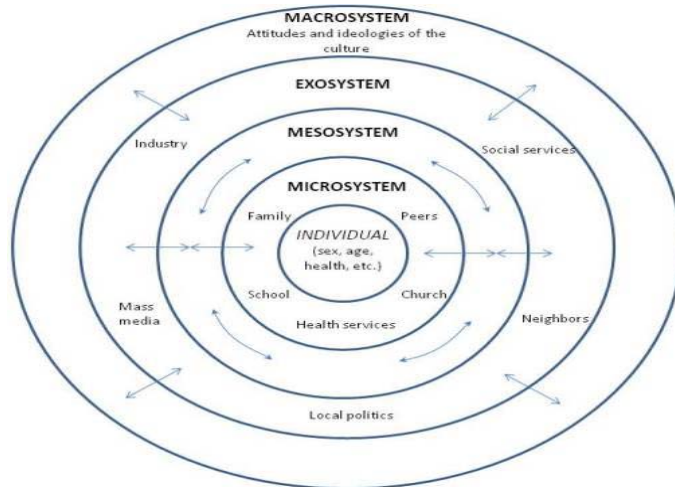 MACROSYSTEM
Attitudes and ideologies of the
culture
EXOSYSTEM
MESOSYSTEM
Industry
Social services
MICROSYSTEM
Family
Peers
INDIVIDUAL
(sex, age,
health, etc.)
School
Church
Mass
media
Health services
Neighbors
Local politics